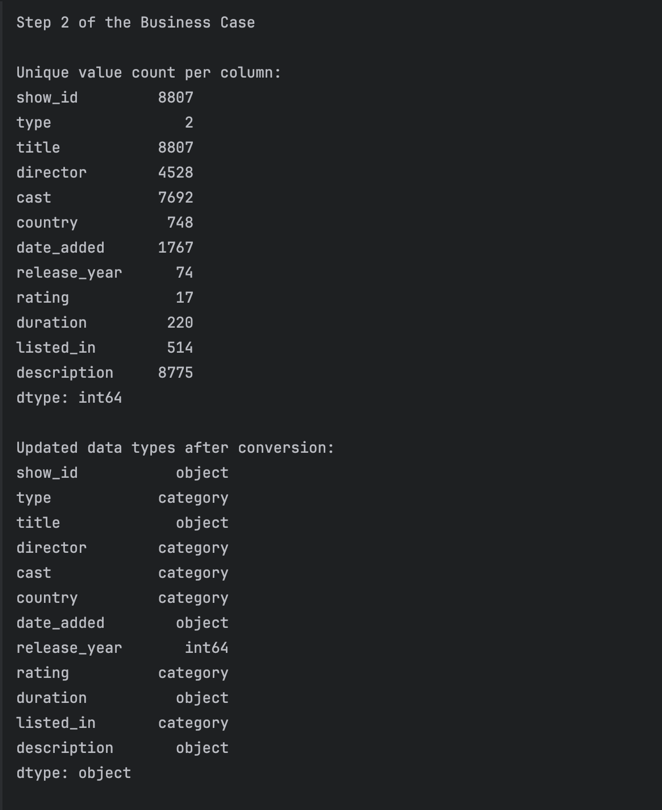 Step 2 of the Business Case
Unique value count per column:
show_id 8807
type 2
title 8807
director 4528
cast 7692
country 748
date_added 1767
release_year 74
rating 17
duration 220
listed_in 514
description 8775
dtype: int64
Updated data types after conversion:
show_id object
type category
title object
director category
cast category
country category
date_added object
release_year int64
rating category
duration object
listed_in category
description object
dtype: object